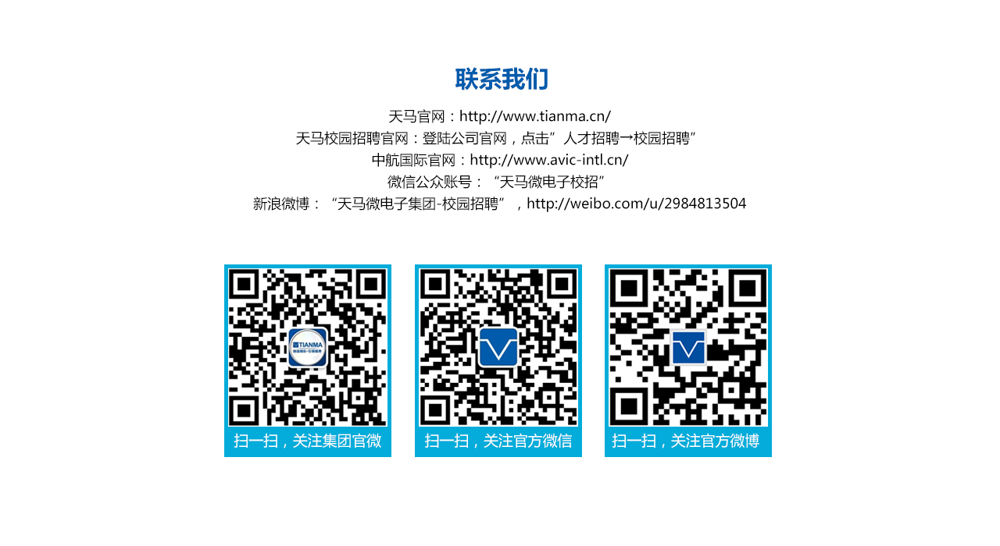 联系我们
天马官网：http://www.tianma.cn/
天马校园招聘官网：登陆公司官网，点击”人才招聘→校园招聘”
中航国际官网：http://www.avic-intl.cn/
微信公众账号：“天马微电子校招”
新浪微博：“天马微电子集团-校园招聘”，http://weibo.com/u/2984813504
TIANMA
扫一扫，关注集团官微
扫一扫，关注官方微信
扫一扫，关注官方微博